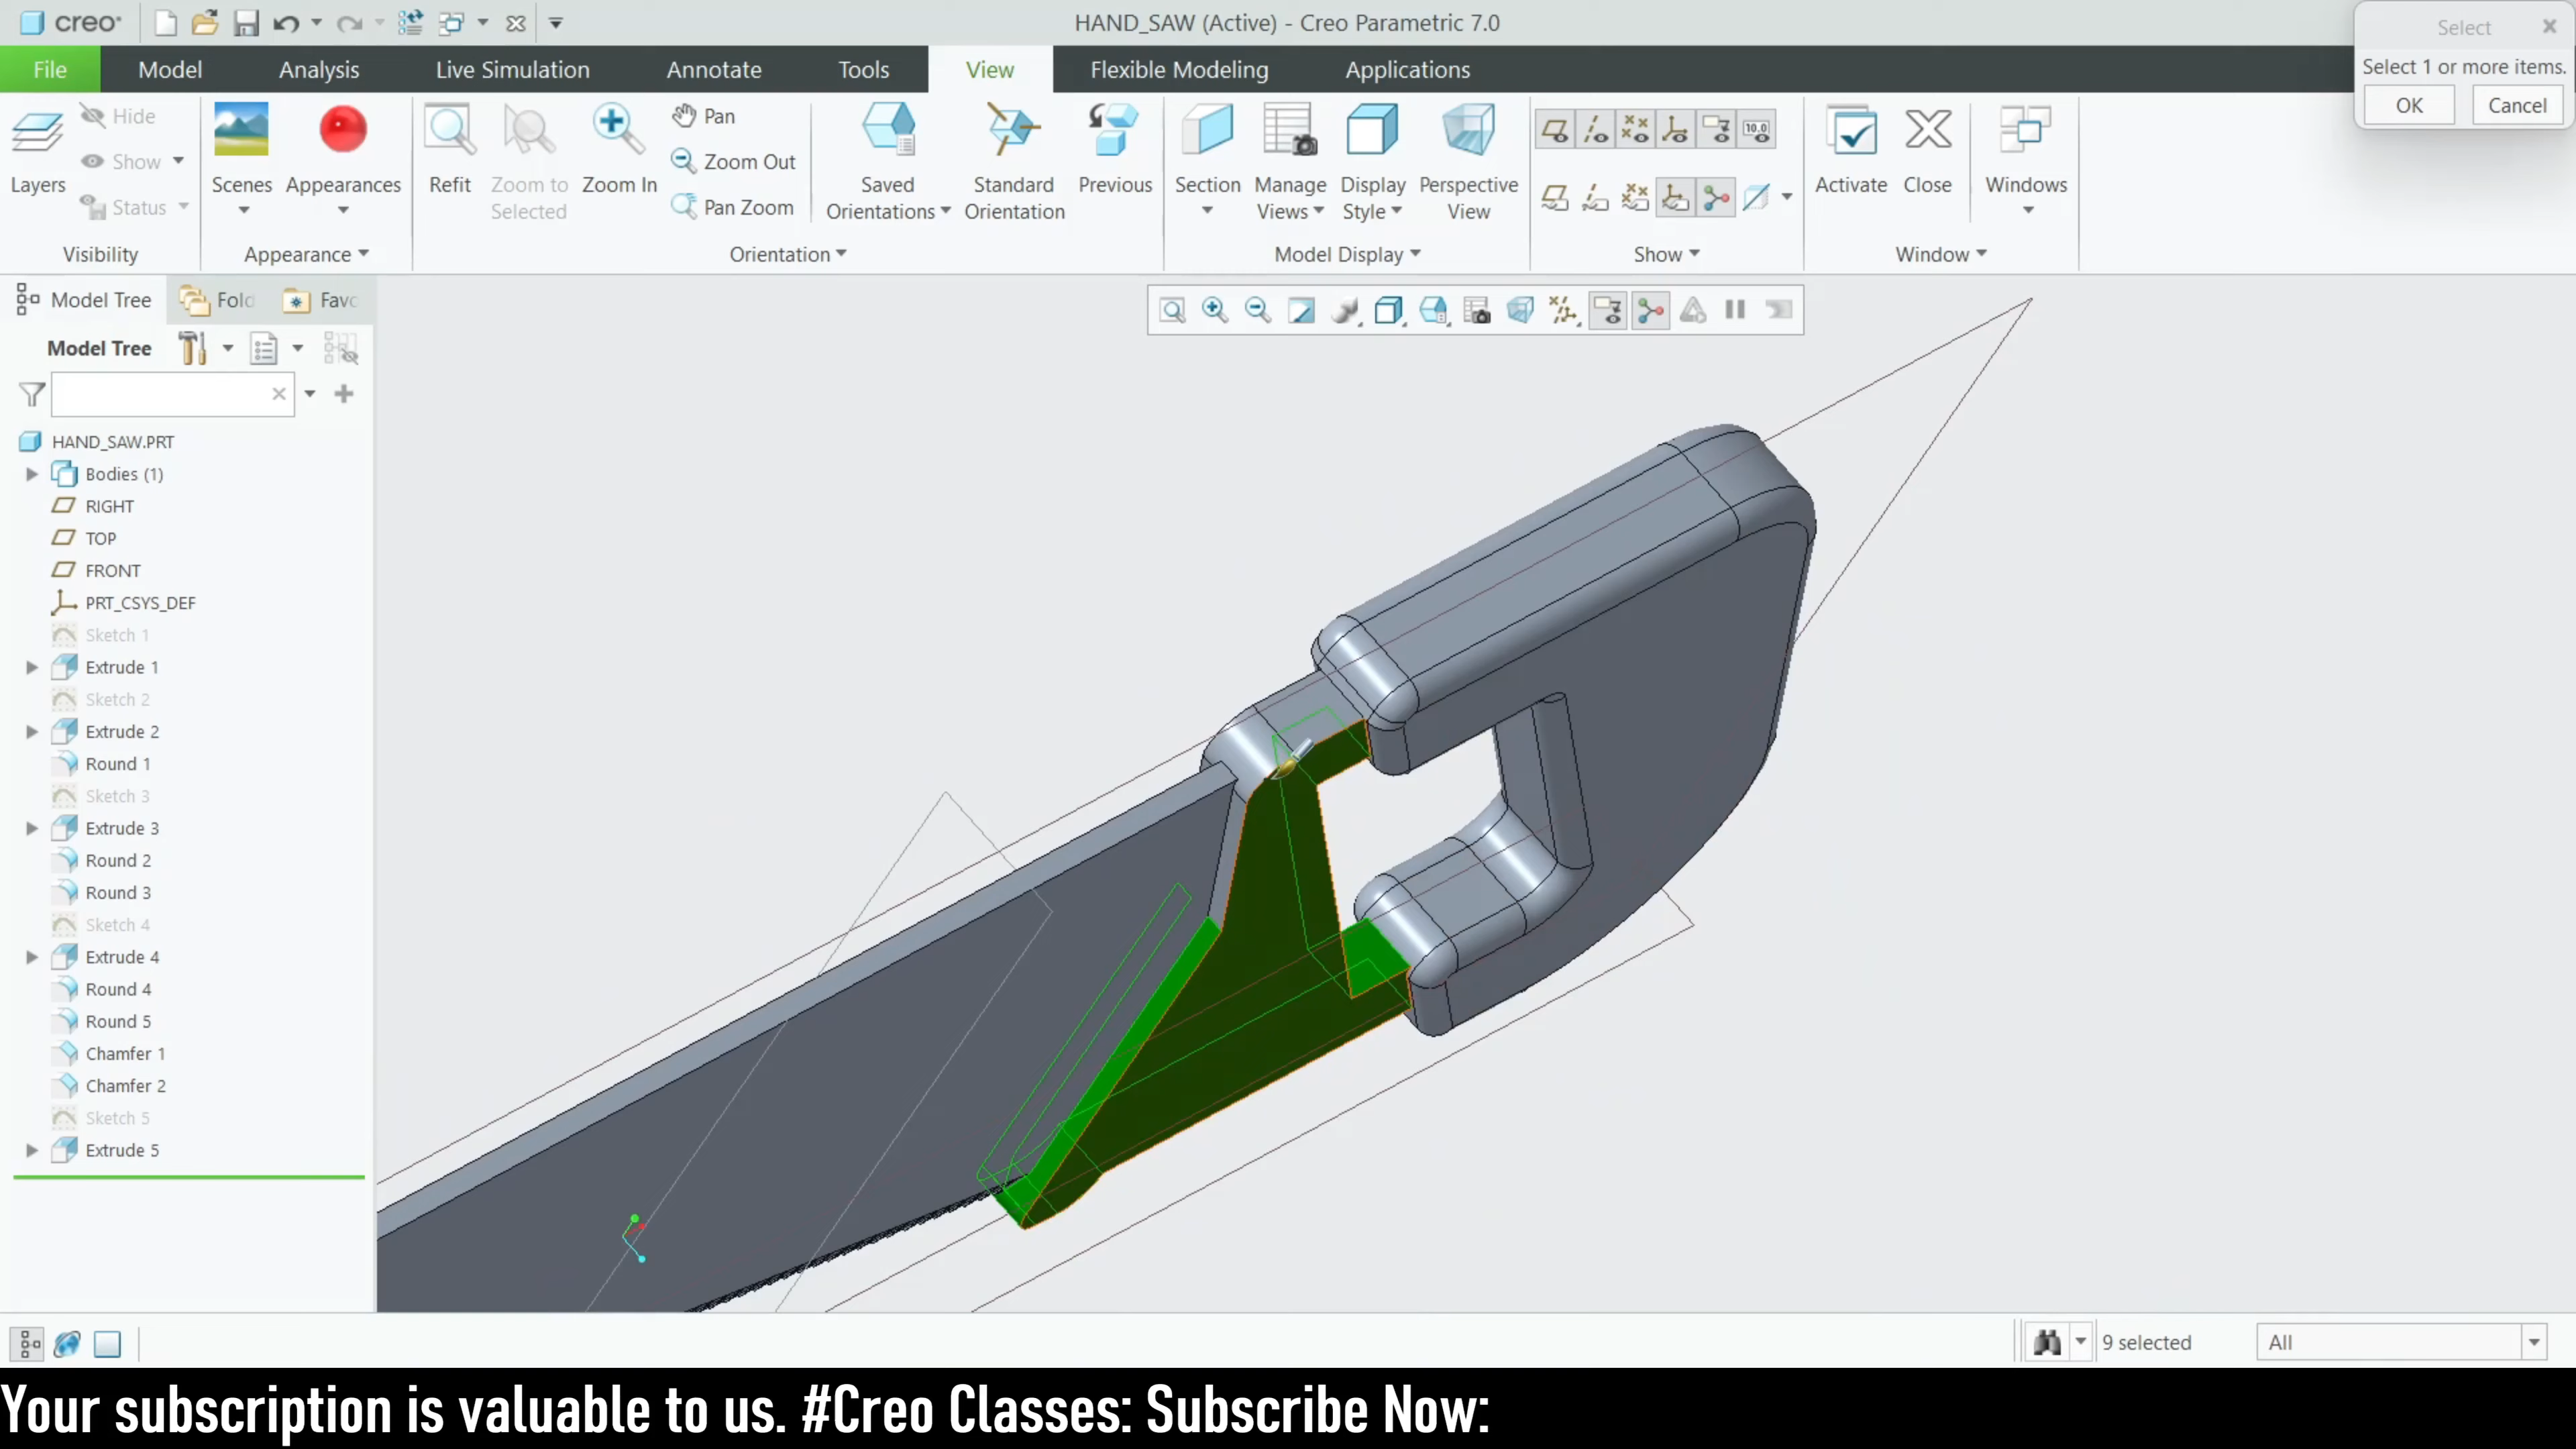 creo®
HAND_SAW (Active) - Creo Parametric 7.0
Select
Select 1 or more items.
OK Cancel
File Model Analysis Live Simulation Annotate Tools View Flexible Modeling Applications
Layers
Hide
Show
Status
Visibility
Scenes
Appearances
Appearance
Refit
Zoom to Selected
Zoom In
Pan
Zoom Out
Pan Zoom
Saved Orientations
Standard Orientation
Previous
Orientation
Section
Manage Views
Display Style
Perspective View
Model Display
10.0
Show
Activate
Close
Windows
Window
Model Tree Fold Favo
Model Tree
HAND_SAW.PRT
Bodies (1)
RIGHT
TOP
FRONT
PRT_CSYS_DEF
Sketch 1
Extrude 1
Sketch 2
Extrude 2
Round 1
Sketch 3
Extrude 3
Round 2
Round 3
Sketch 4
Extrude 4
Round 4
Round 5
Chamfer 1
Chamfer 2
Sketch 5
Extrude 5
9 selected
All
Your subscription is valuable to us. #Creo Classes: Subscribe Now: